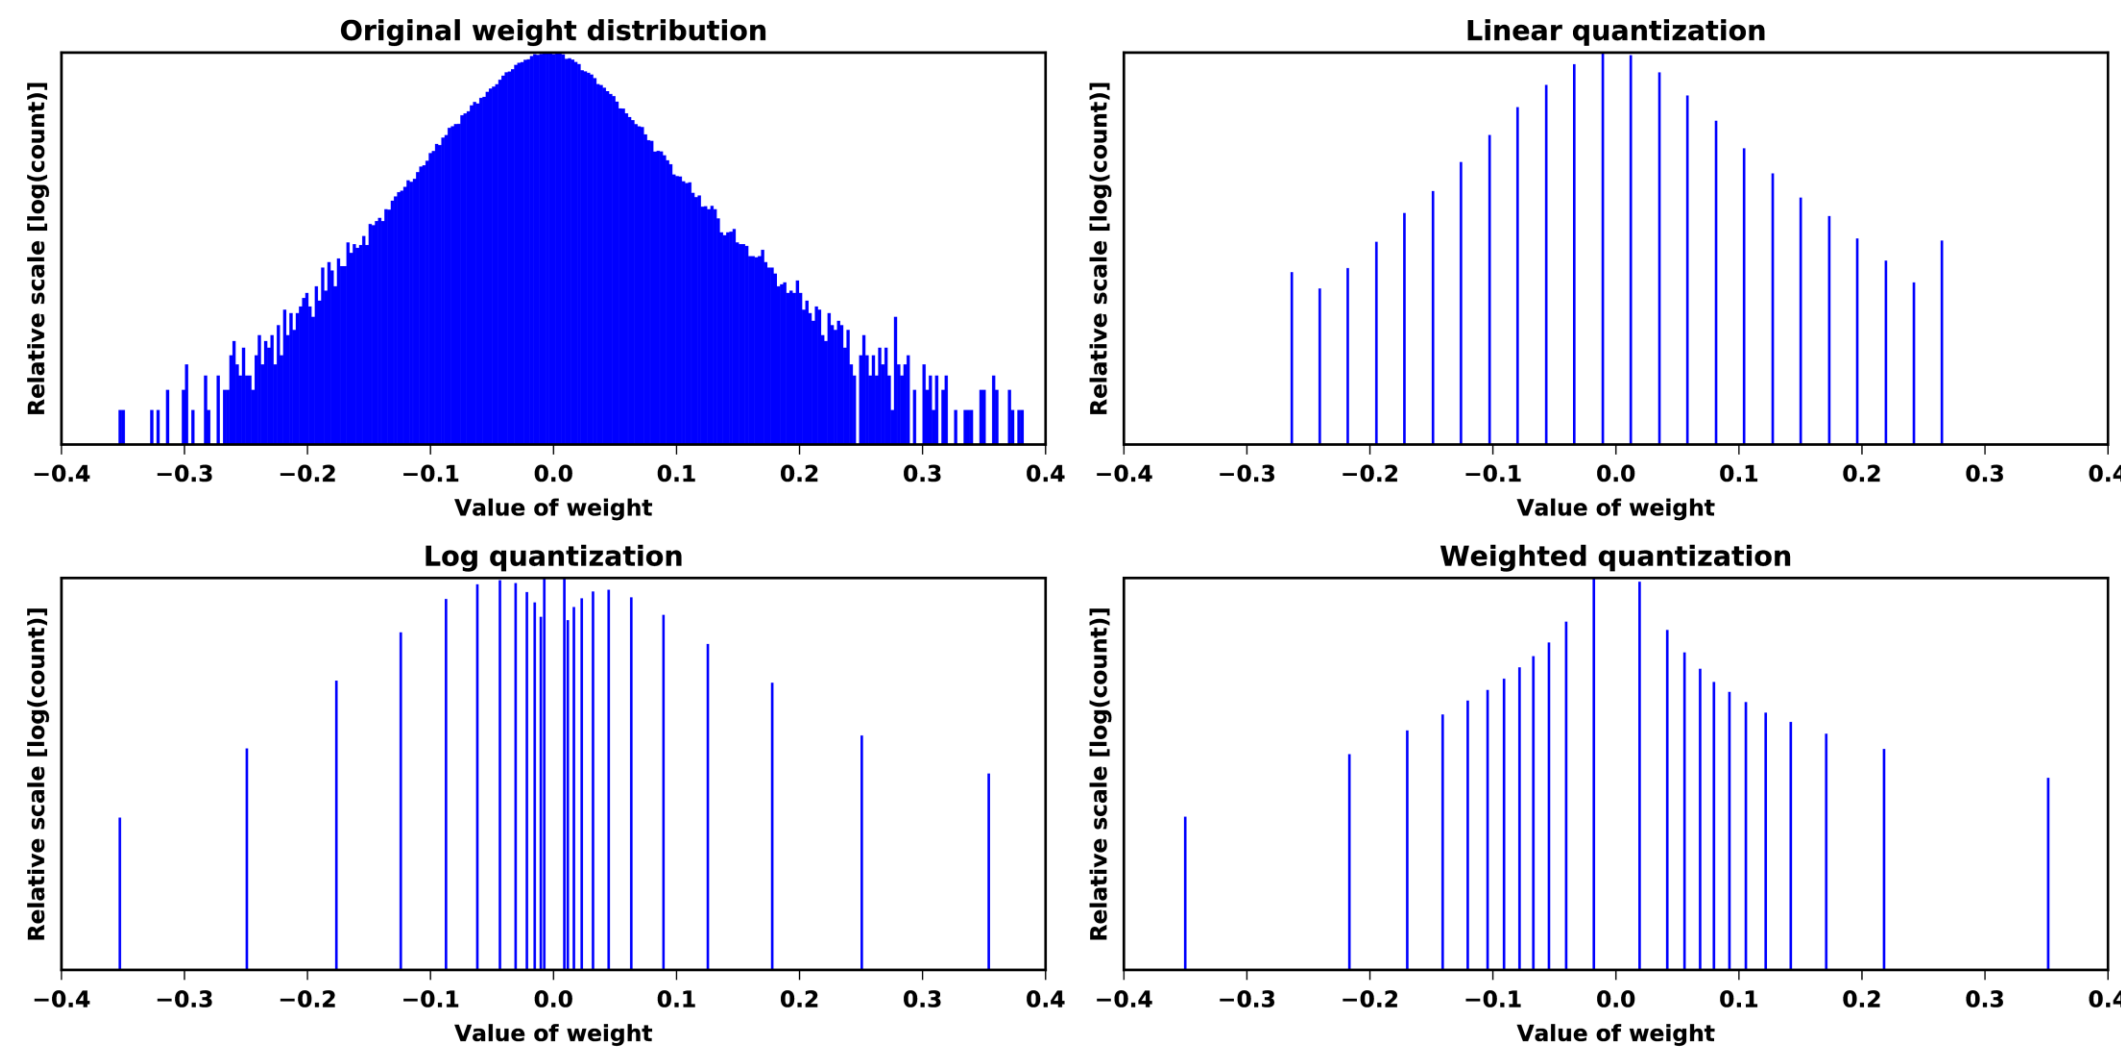 Original weight distribution
Relative scale [log(count)]
−0.4 −0.3 −0.2 −0.1 0.0 0.1 0.2 0.3 0.4
Value of weight
Linear quantization
Relative scale [log(count)]
−0.4 −0.3 −0.2 −0.1 0.0 0.1 0.2 0.3 0.4
Value of weight
Log quantization
Relative scale [log(count)]
−0.4 −0.3 −0.2 −0.1 0.0 0.1 0.2 0.3 0.4
Value of weight
Weighted quantization
Relative scale [log(count)]
−0.4 −0.3 −0.2 −0.1 0.0 0.1 0.2 0.3 0.4
Value of weight